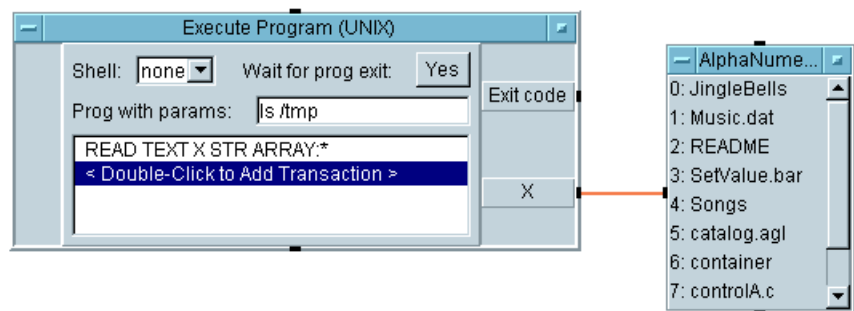 Execute Program (UNIX)
Shell: none Wait for prog exit: Yes
Prog with params: ls /tmp
READ TEXT X STR ARRAY:*
< Double-Click to Add Transaction >
Exit code
X
AlphaNume...
0: JingleBells
1: Music.dat
2: README
3: SetValue.bar
4: Songs
5: catalog.agl
6: container
7: controlA.c